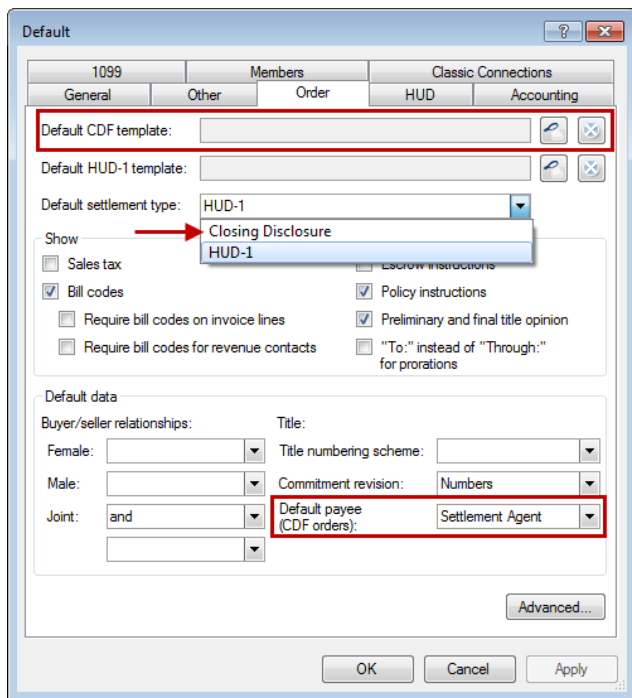 Default
?
1099 Members Classic Connections
General Other Order HUD Accounting
Default CDF template:
Default HUD-1 template:
Default settlement type: HUD-1
Closing Disclosure
HUD-1
Show
Sales tax Escrow instructions
Bill codes Policy instructions
Require bill codes on invoice lines Preliminary and final title opinion
Require bill codes for revenue contacts "To:" instead of "Through:"
for prorations
Default data
Buyer/seller relationships: Title:
Female: Title numbering scheme:
Male: Commitment revision: Numbers
Joint: and Default payee
(CDF orders): Settlement Agent
Advanced...
OK Cancel Apply